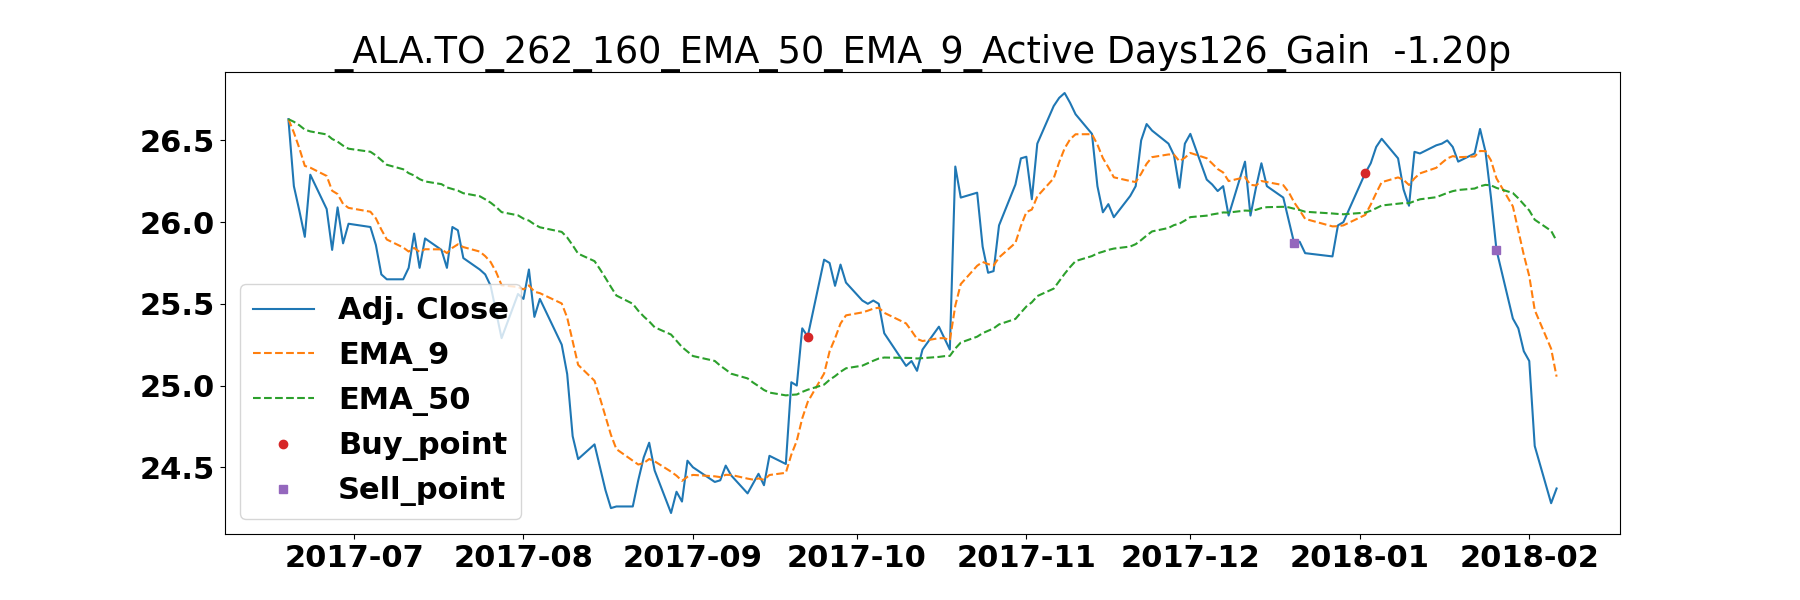 _ALA.TO_262_160_EMA_50_EMA_9_Active Days126_Gain  -1.20p
26.5
26.0
25.5
25.0
24.5
Adj. Close
EMA_9
EMA_50
Buy_point
Sell_point
2017-07 2017-08 2017-09 2017-10 2017-11 2017-12 2018-01 2018-02